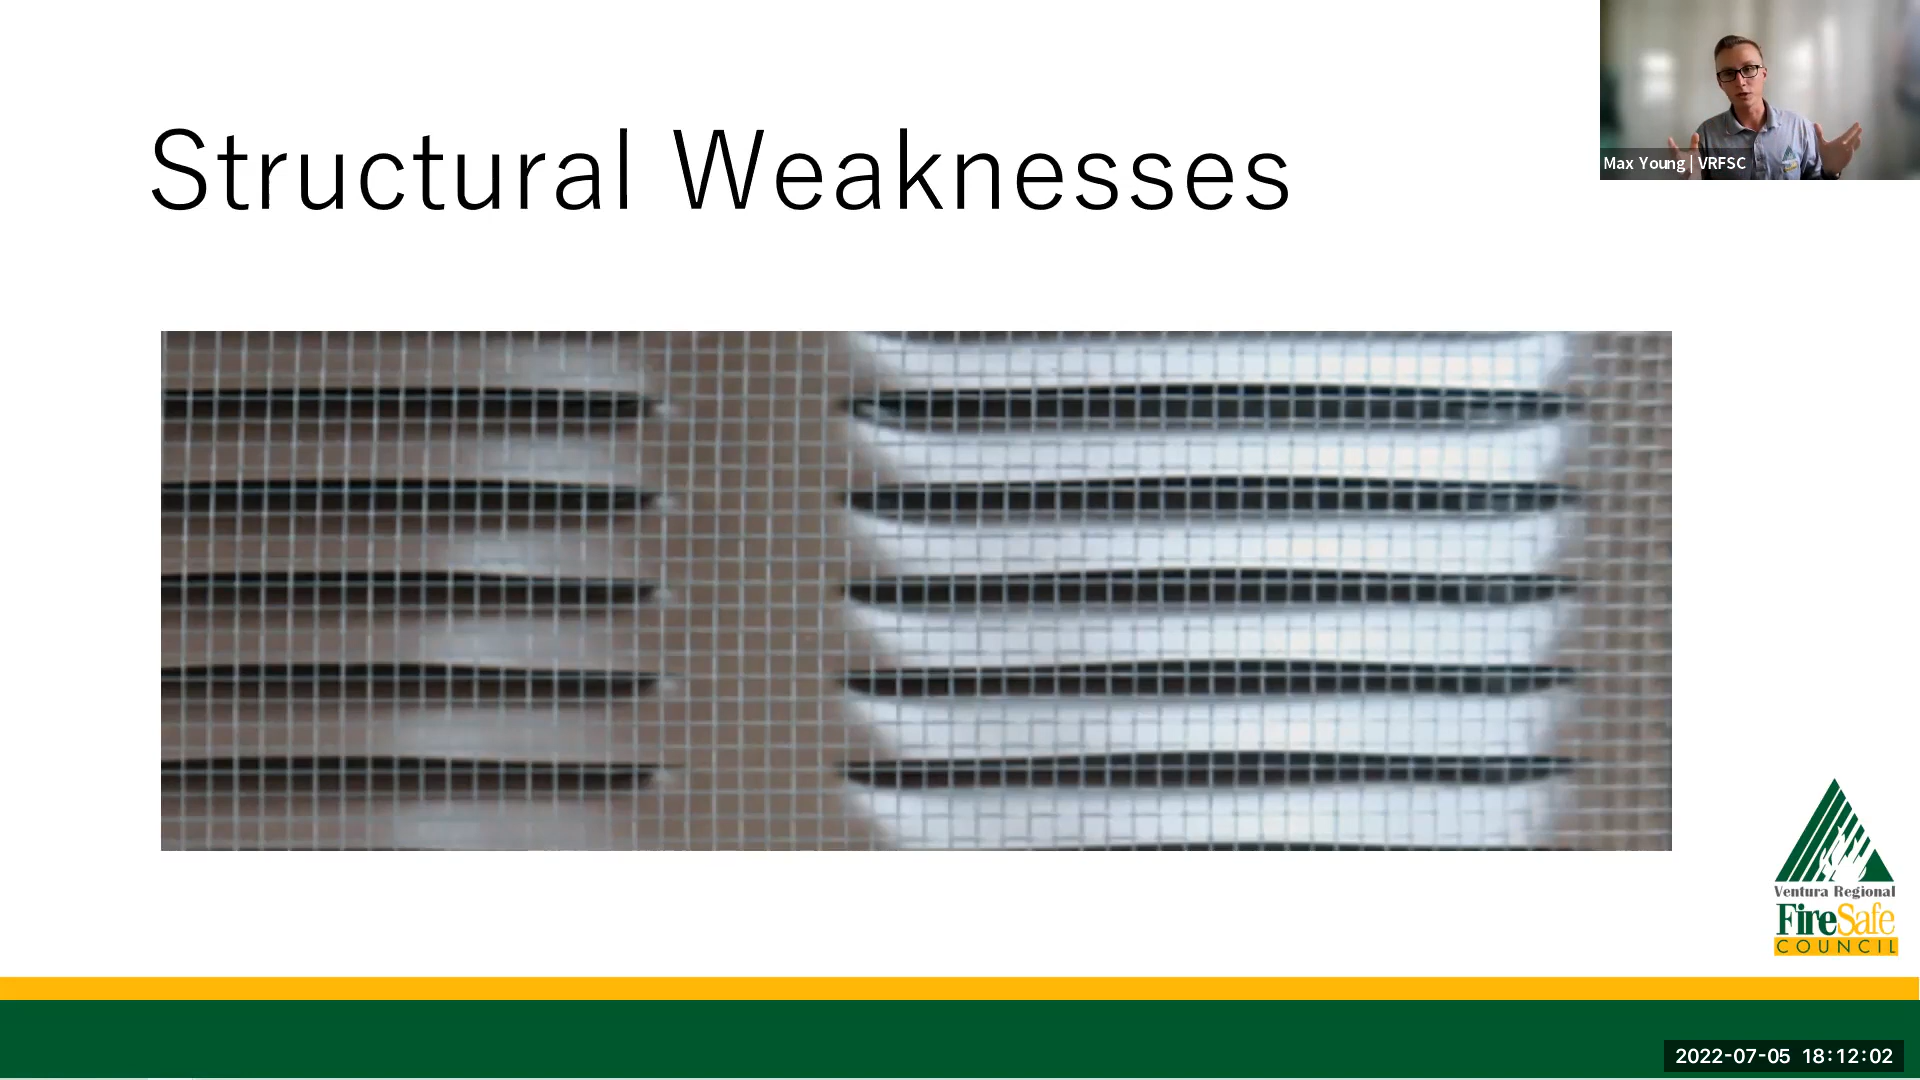 Structural Weaknesses
Max Young | VRFSC
Ventura Regional
FireSafe
COUNCIL
2022-07-05 18:12:02